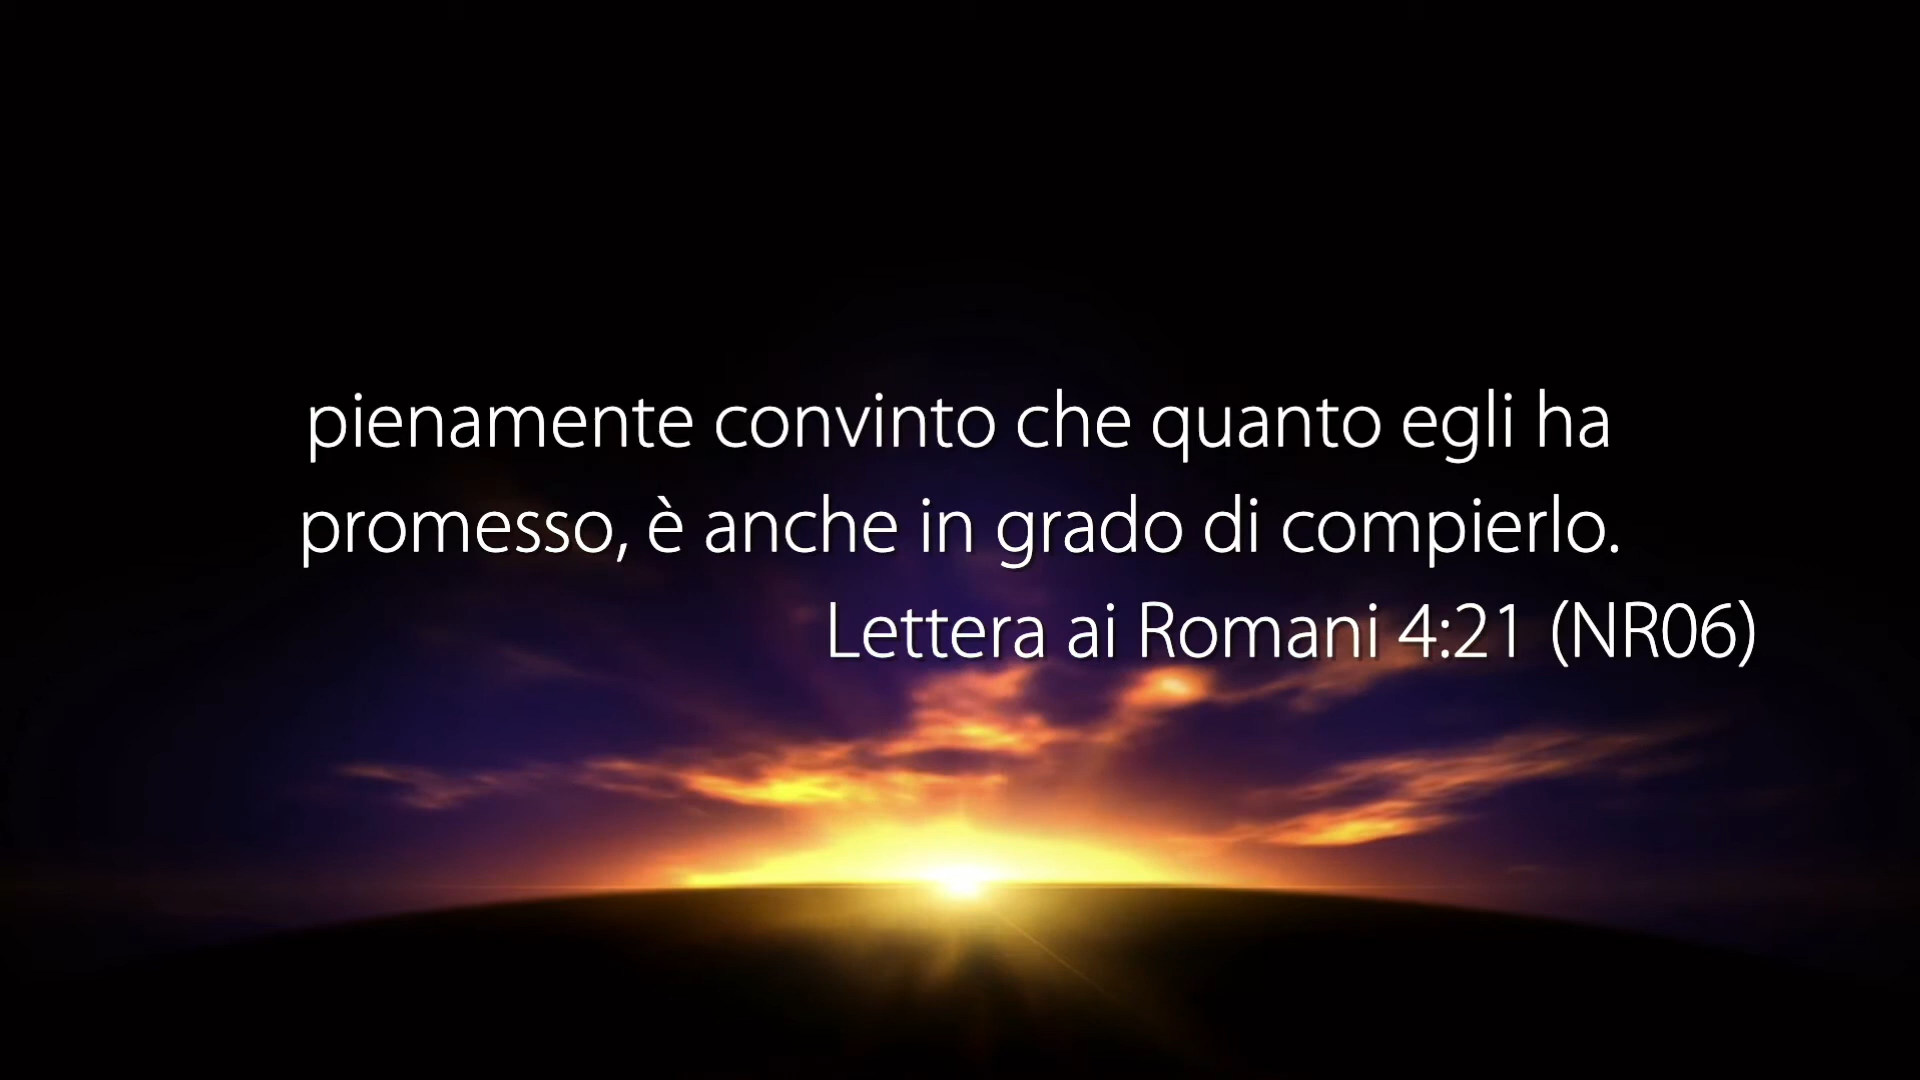 pienamente convinto che quanto egli ha
promesso, è anche in grado di compierlo.
Lettera ai Romani 4:21 (NR06)